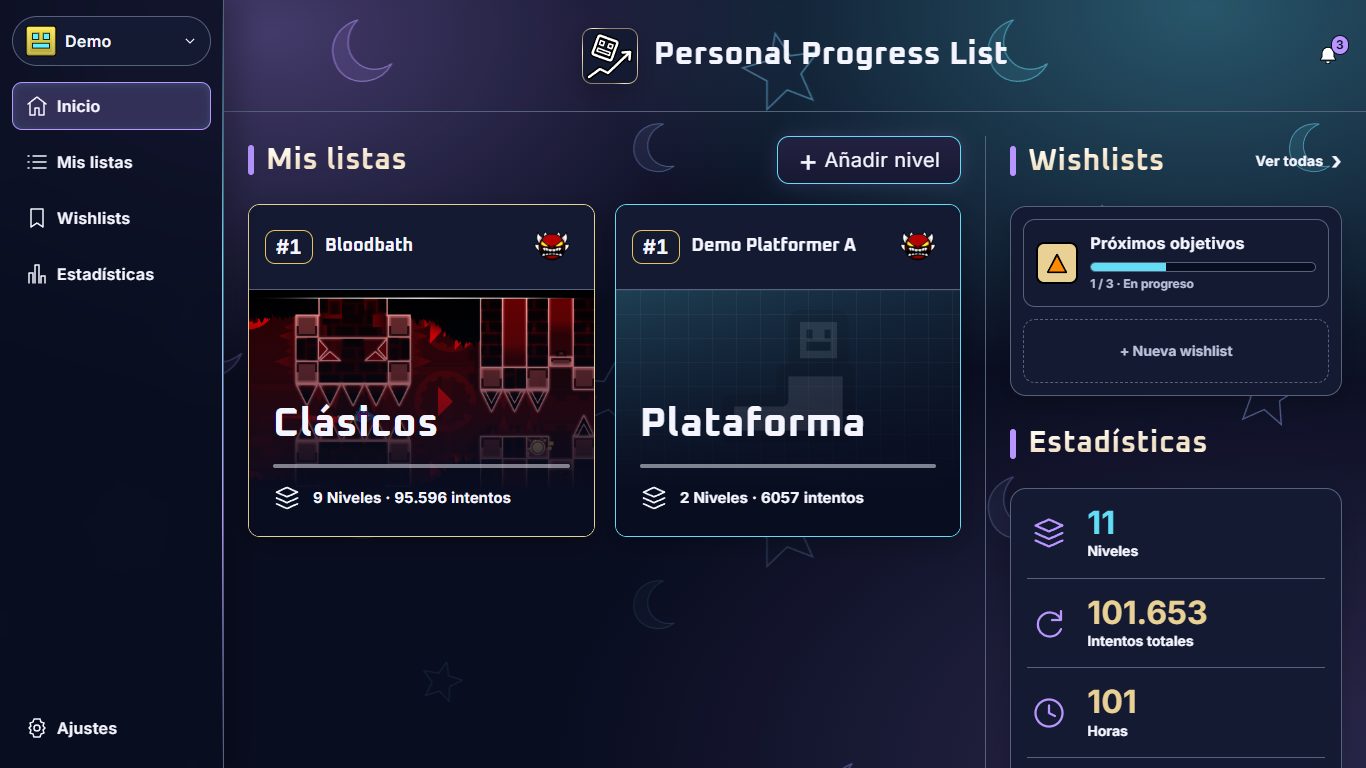 Demo
Inicio
Mis listas
Wishlists
Estadísticas
Ajustes
Personal Progress List
3
Mis listas
+ Añadir nivel
#1 Bloodbath
Clásicos
9 Niveles · 95.596 intentos
#1 Demo Platformer A
Plataforma
2 Niveles · 6057 intentos
Wishlists
Ver todas
Próximos objetivos
1 / 3 · En progreso
+ Nueva wishlist
Estadísticas
11
Niveles
101.653
Intentos totales
101
Horas